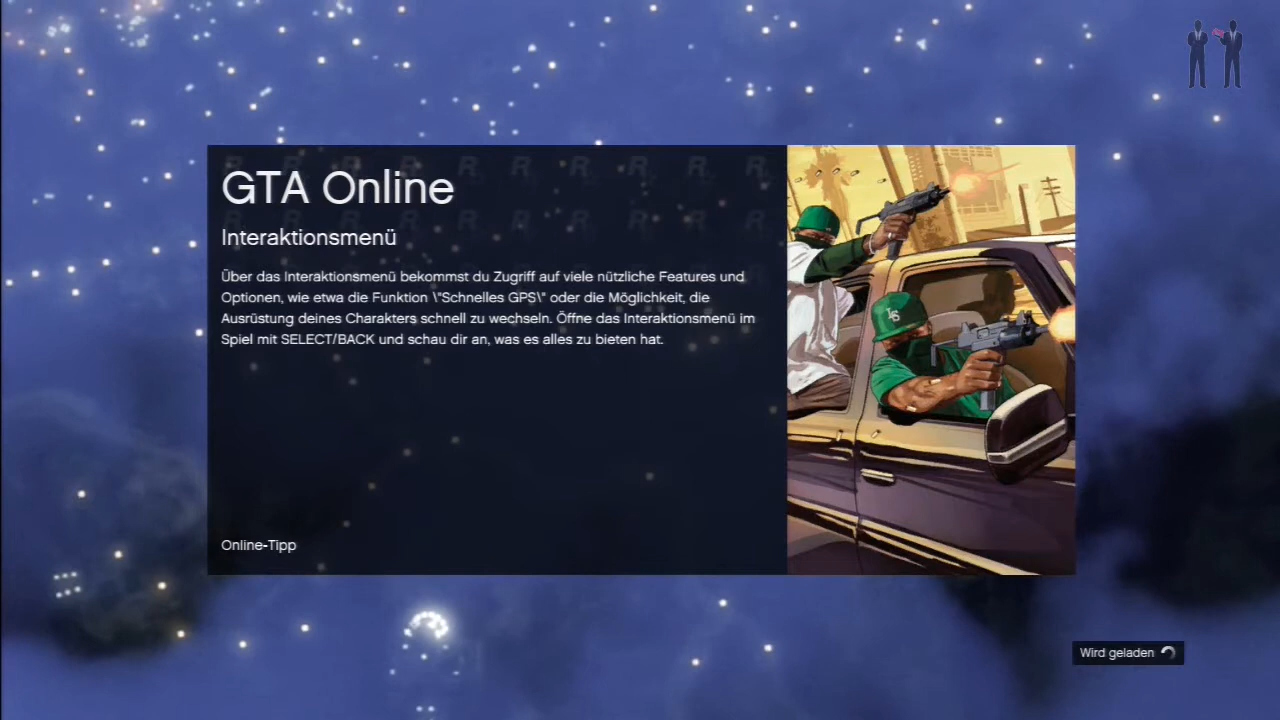 GTA Online
Interaktionsmenü
Über das Interaktionsmenü bekommst du Zugriff auf viele nützliche Features und
Optionen, wie etwa die Funktion \"Schnelles GPS\" oder die Möglichkeit, die
Ausrüstung deines Charakters schnell zu wechseln. Öffne das Interaktionsmenü im
Spiel mit SELECT/BACK und schau dir an, was es alles zu bieten hat.
LS
Online-Tipp
Wird geladen